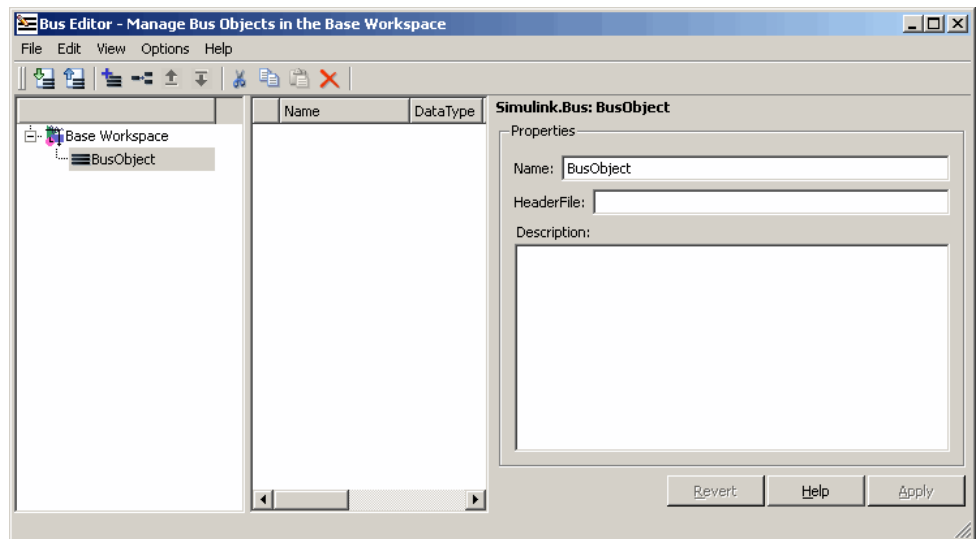 Bus Editor - Manage Bus Objects in the Base Workspace
File Edit View Options Help
Name DataType
Base Workspace
BusObject
Simulink.Bus: BusObject
Properties
Name: BusObject
HeaderFile:
Description:
Revert Help Apply